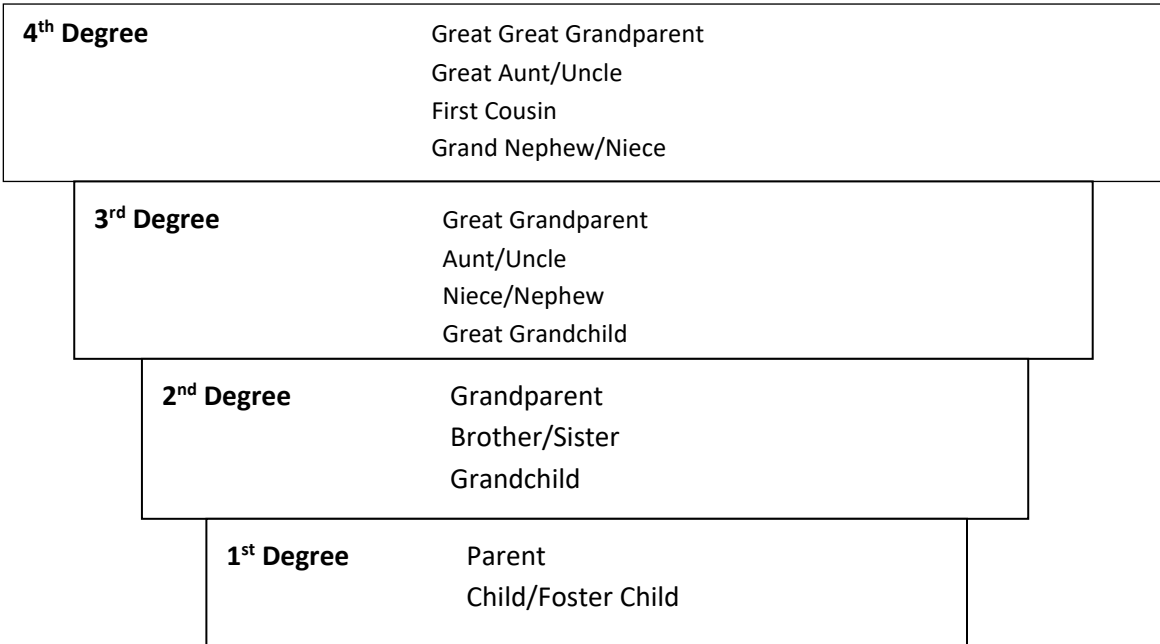 4th Degree Great Great Grandparent
Great Aunt/Uncle
First Cousin
Grand Nephew/Niece
3rd Degree Great Grandparent
Aunt/Uncle
Niece/Nephew
Great Grandchild
2nd Degree Grandparent
Brother/Sister
Grandchild
1st Degree Parent
Child/Foster Child